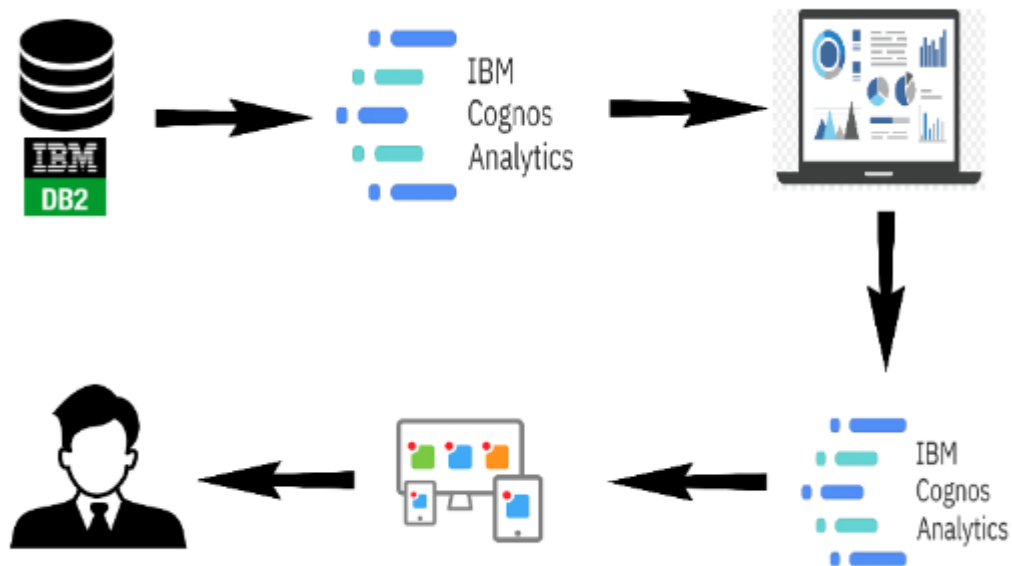 IBM
DB2
IBM
Cognos
Analytics
IBM
Cognos
Analytics